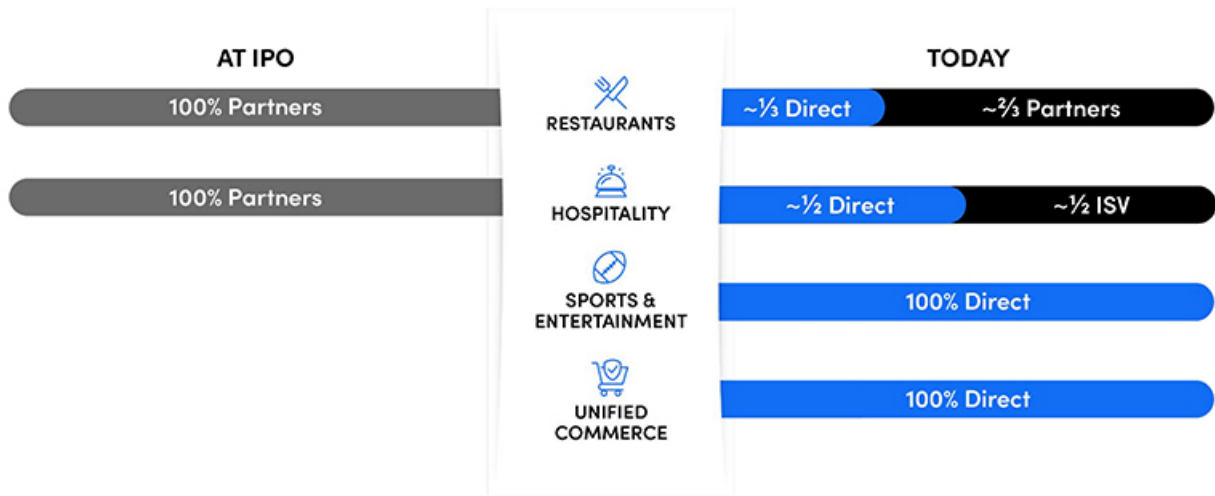 AT IPO
TODAY
100% Partners
RESTAURANTS
~⅓ Direct
~⅔ Partners
100% Partners
HOSPITALITY
~½ Direct
~½ ISV
SPORTS &
ENTERTAINMENT
100% Direct
UNIFIED
COMMERCE
100% Direct